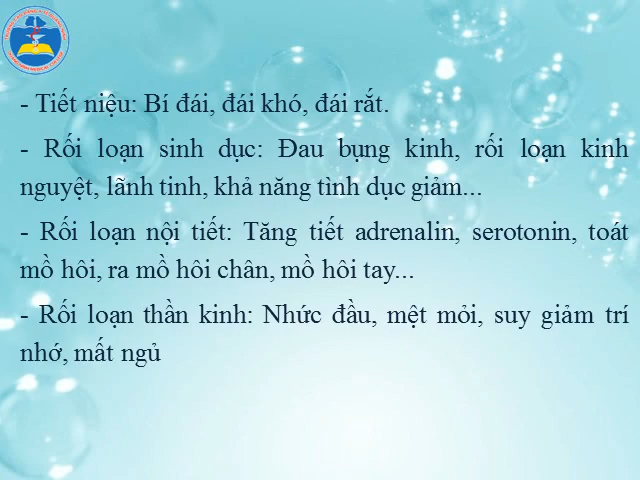 - Tiết niệu: Bí đái, đái khó, đái rắt.
- Rối loạn sinh dục: Đau bụng kinh, rối loạn kinh
nguyệt, lãnh tinh, khả năng tình dục giảm...
- Rối loạn nội tiết: Tăng tiết adrenalin, serotonin, toát
mồ hôi, ra mồ hôi chân, mồ hôi tay...
- Rối loạn thần kinh: Nhức đầu, mệt mỏi, suy giảm trí
nhớ, mất ngủ